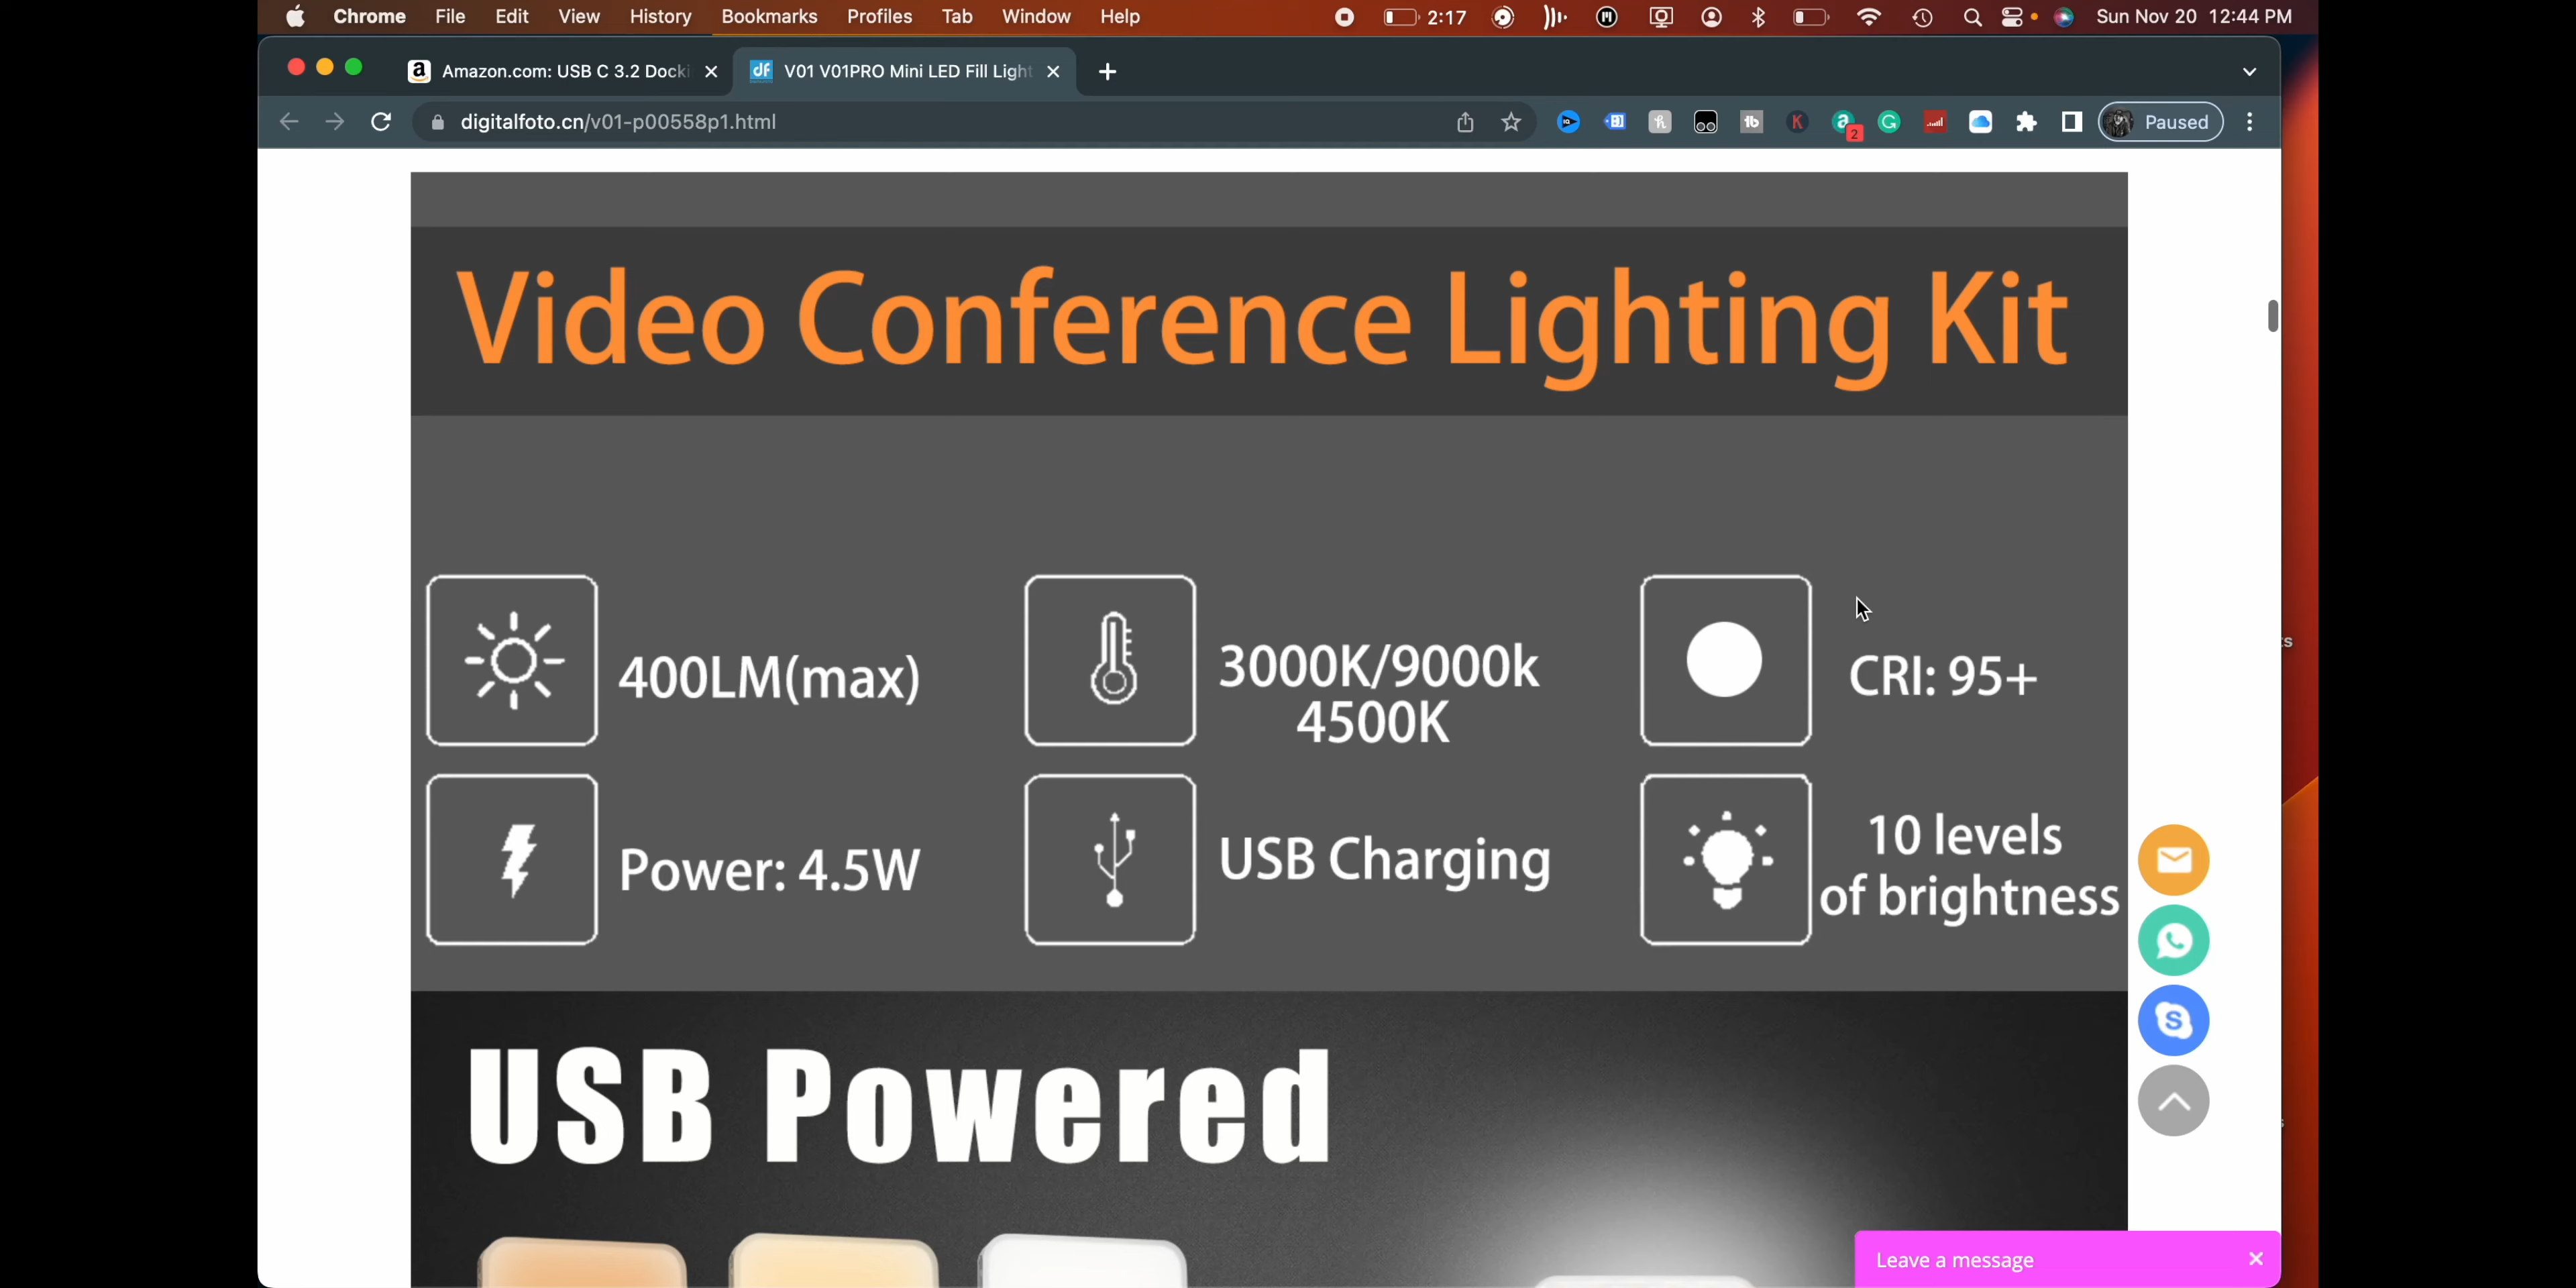 Chrome File Edit View History Bookmarks Profiles Tab Window Help 2:17 Sun Nov 20 12:44 PM
Amazon.com: USB C 3.2 Docki V01 V01PRO Mini LED Fill Light
digitalfoto.cn/v01-p00558p1.html 2 Paused
Video Conference Lighting Kit
400LM(max)
3000K/9000k
4500K
CRI: 95+
Power: 4.5W
USB Charging
10 levels
of brightness
USB Powered
Leave a message